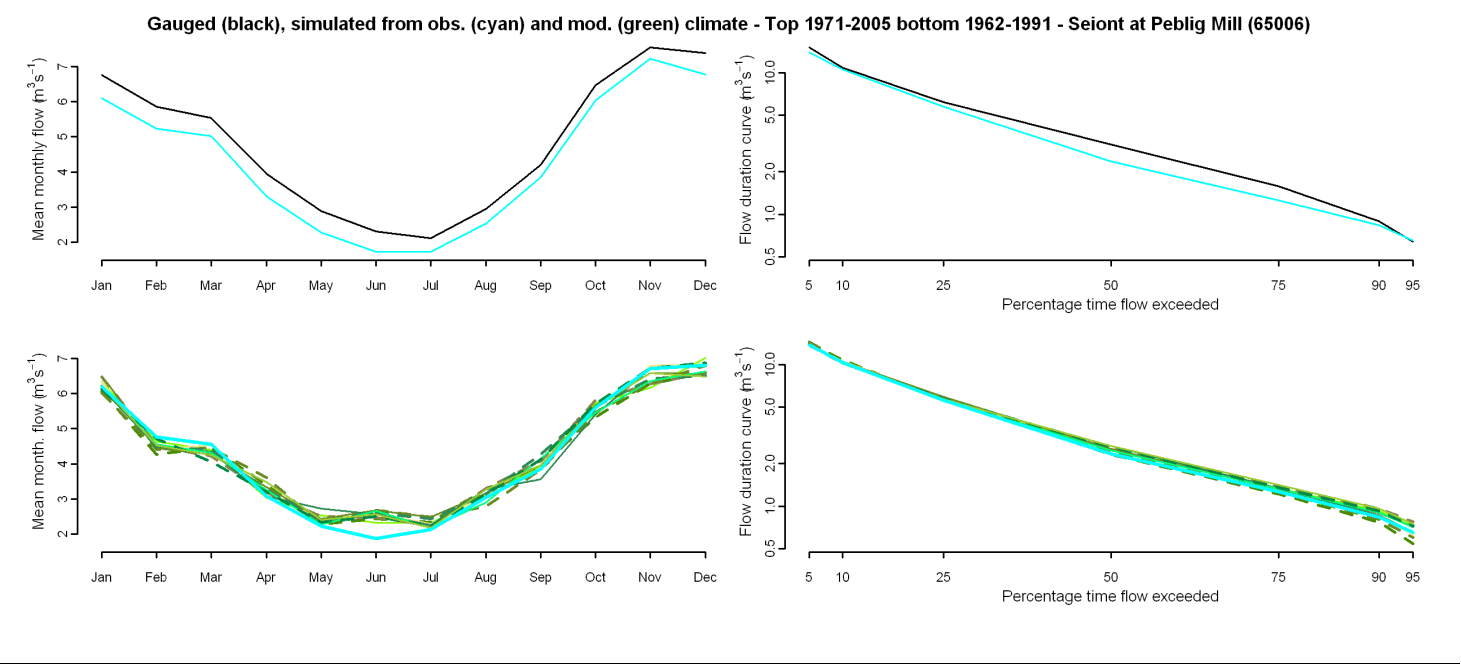 Gauged (black), simulated from obs. (cyan) and mod. (green) climate - Top 1971-2005 bottom 1962-1991 - Seiont at Peblig Mill (65006)
Mean monthly flow (m³s⁻¹)
7
6
5
4
3
2
Jan Feb Mar Apr May Jun Jul Aug Sep Oct Nov Dec
Flow duration curve (m³s⁻¹)
10.0
5.0
2.0
1.0
0.5
5 10 25 50 75 90 95
Percentage time flow exceeded
Mean month. flow (m³s⁻¹)
7
6
5
4
3
2
Jan Feb Mar Apr May Jun Jul Aug Sep Oct Nov Dec
Flow duration curve (m³s⁻¹)
10.0
5.0
2.0
1.0
0.5
5 10 25 50 75 90 95
Percentage time flow exceeded